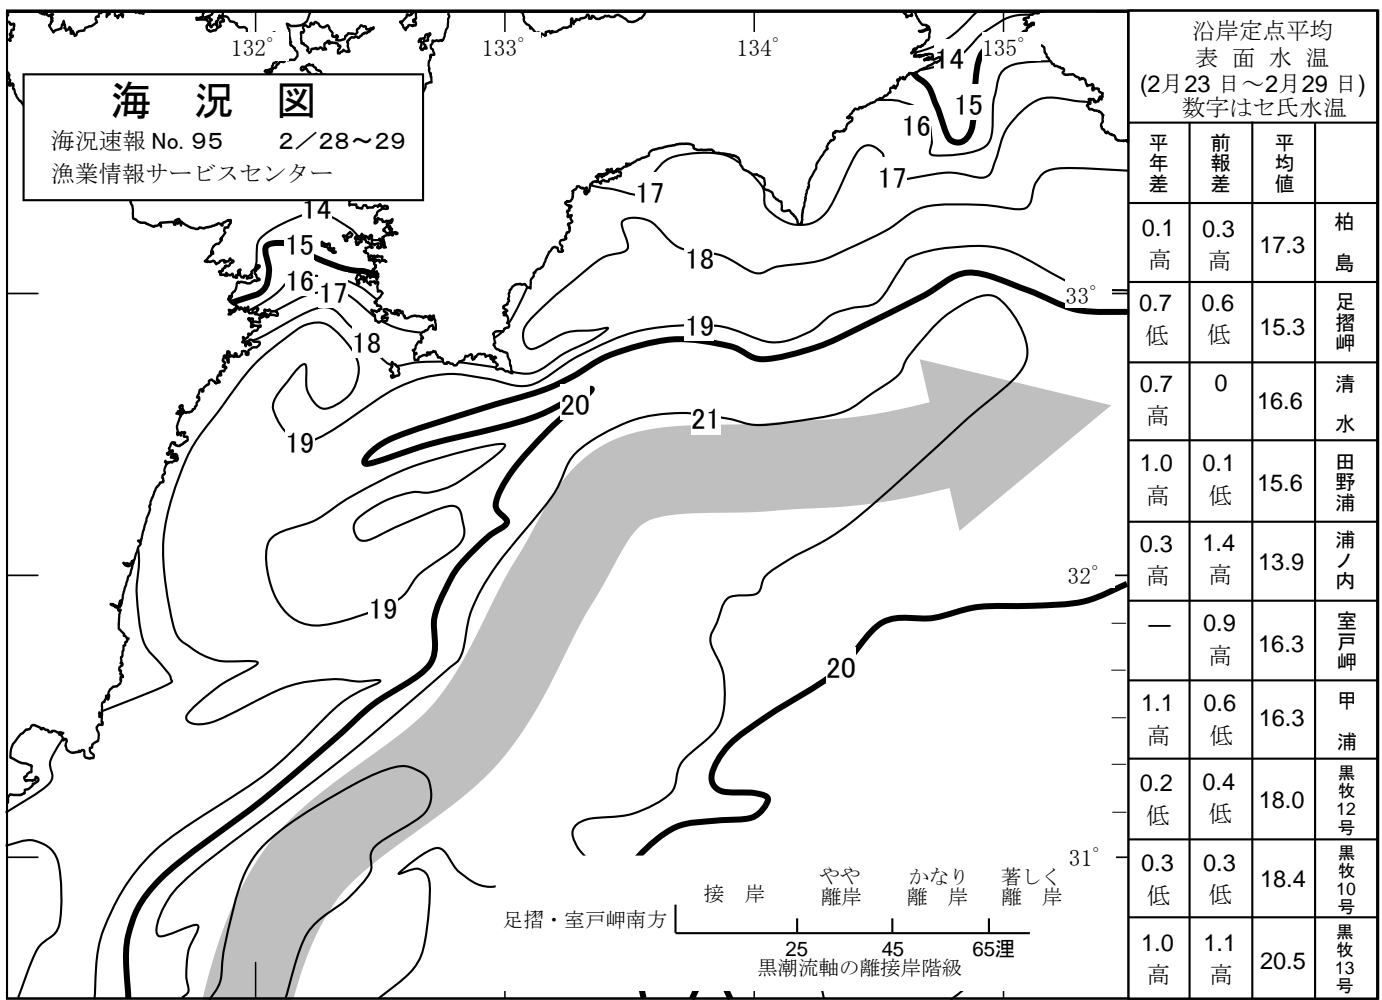 132°
133°
134°
135°
海 況 図
海況速報 No. 95 2／28～29
漁業情報サービスセンター
14
15
16
17
17
18
14
15
16
17
18
33°
19
18
19
20
21
19
32°
20
31°
接 岸
やや
離岸
かなり
離 岸
著しく
離 岸
足摺・室戸岬南方
25 45 65浬
黒潮流軸の離接岸階級
沿岸定点平均
表 面 水 温
(2月23 日～2月29 日)
数字はセ氏水温
平年差 前報差 平均値
0.1高 0.3高 17.3 柏島
0.7低 0.6低 15.3 足摺岬
0.7高 0 16.6 清水
1.0高 0.1低 15.6 田野浦
0.3高 1.4高 13.9 浦ノ内
― 0.9高 16.3 室戸岬
1.1高 0.6低 16.3 甲浦
0.2低 0.4低 18.0 黒牧12号
0.3低 0.3低 18.4 黒牧10号
1.0高 1.1高 20.5 黒牧13号